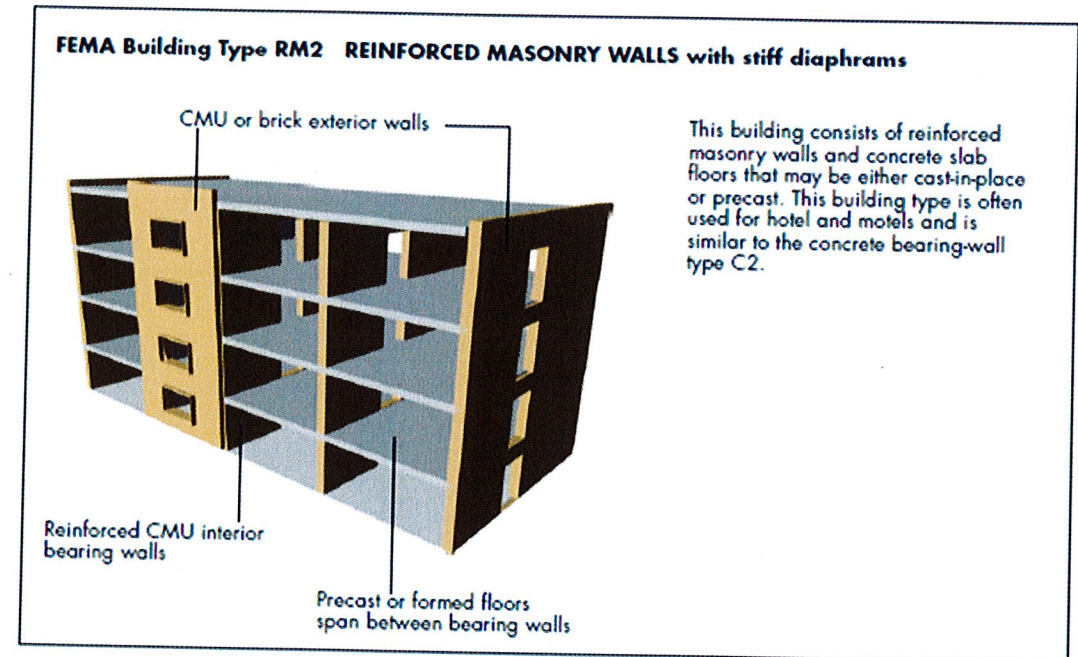 FEMA Building Type RM2 REINFORCED MASONRY WALLS with stiff diaphrams
CMU or brick exterior walls
This building consists of reinforced
masonry walls and concrete slab
floors that may be either cast-in-place
or precast. This building type is often
used for hotel and motels and is
similar to the concrete bearing-wall
type C2.
Reinforced CMU interior
bearing walls
Precast or formed floors
span between bearing walls